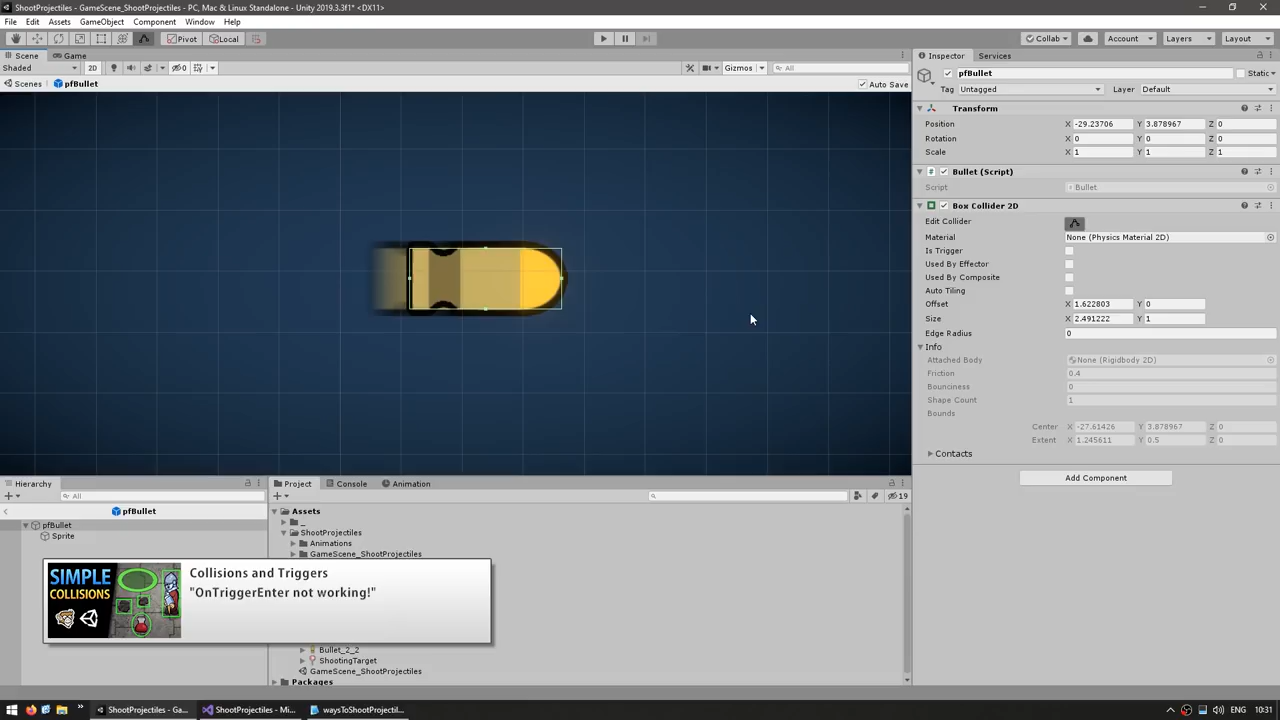 ShootProjectiles - GameScene_ShootProjectiles - PC, Mac & Linux Standalone - Unity 2019.3.3f1* <DX11>
File Edit Assets GameObject Component Window Help
Pivot Local Collab Account Layers Layout
Scene Game Inspector Services
Shaded 2D 0 Gizmos All
Scenes pfBullet Auto Save
pfBullet Static
Tag Untagged Layer Default
Transform
Position X -29.23706 Y 3.878967 Z 0
Rotation X 0 Y 0 Z 0
Scale X 1 Y 1 Z 1
Bullet (Script)
Script Bullet
Box Collider 2D
Edit Collider
Material None (Physics Material 2D)
Is Trigger
Used By Effector
Used By Composite
Auto Tiling
Offset X 1.622803 Y 0
Size X 2.491222 Y 1
Edge Radius 0
Info
Attached Body None (Rigidbody 2D)
Friction 0.4
Bounciness 0
Shape Count 1
Bounds
Center X -27.61426 Y 3.878967 Z 0
Extent X 1.245611 Y 0.5 Z 0
Contacts
Add Component
Hierarchy Project Console Animation
All 19
pfBullet
pfBullet
Sprite
Assets
_
ShootProjectiles
Animations
GameScene_ShootProjectiles
SIMPLE
COLLISIONS
Collisions and Triggers
"OnTriggerEnter not working!"
Bullet_2_2
ShootingTarget
GameScene_ShootProjectiles
Packages
ShootProjectiles - Ga... ShootProjectiles - Mi... waysToShootProjectil... ENG 10:31